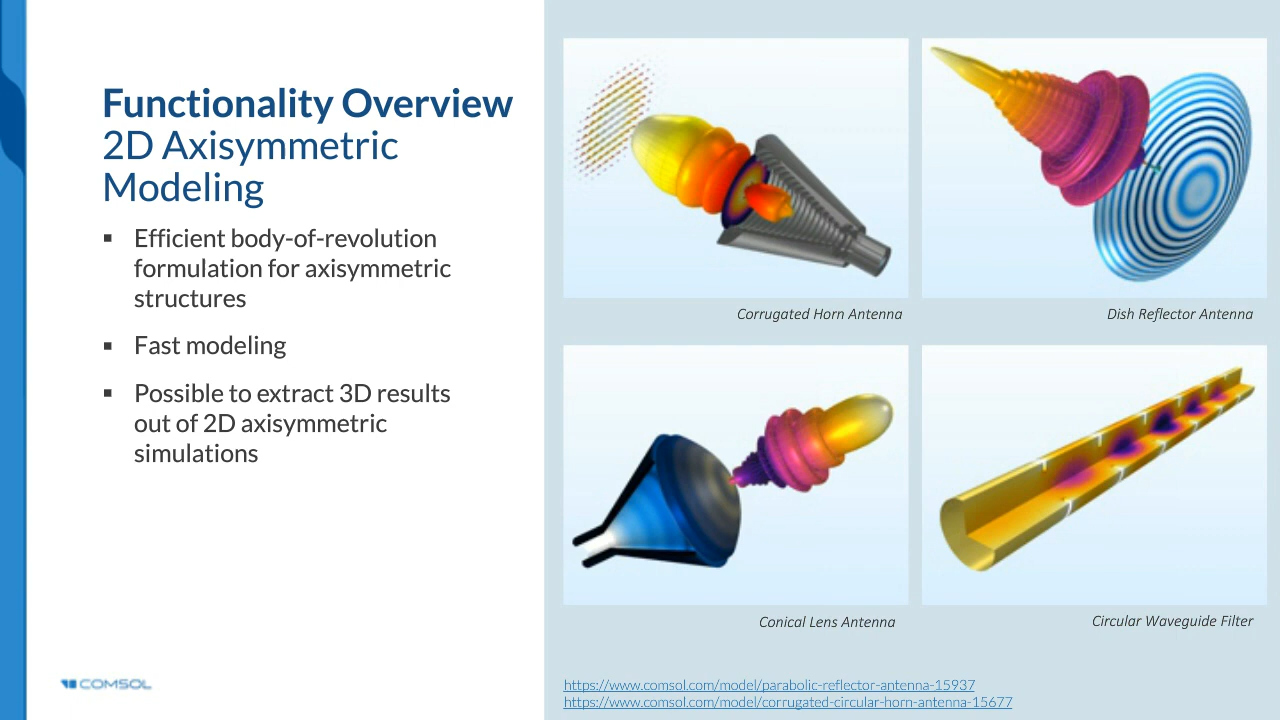 Functionality Overview
2D Axisymmetric
Modeling
▪ Efficient body-of-revolution
formulation for axisymmetric
structures
▪ Fast modeling
▪ Possible to extract 3D results
out of 2D axisymmetric
simulations
Corrugated Horn Antenna
Dish Reflector Antenna
Conical Lens Antenna
Circular Waveguide Filter
COMSOL
https://www.comsol.com/model/parabolic-reflector-antenna-15937
https://www.comsol.com/model/corrugated-circular-horn-antenna-15677